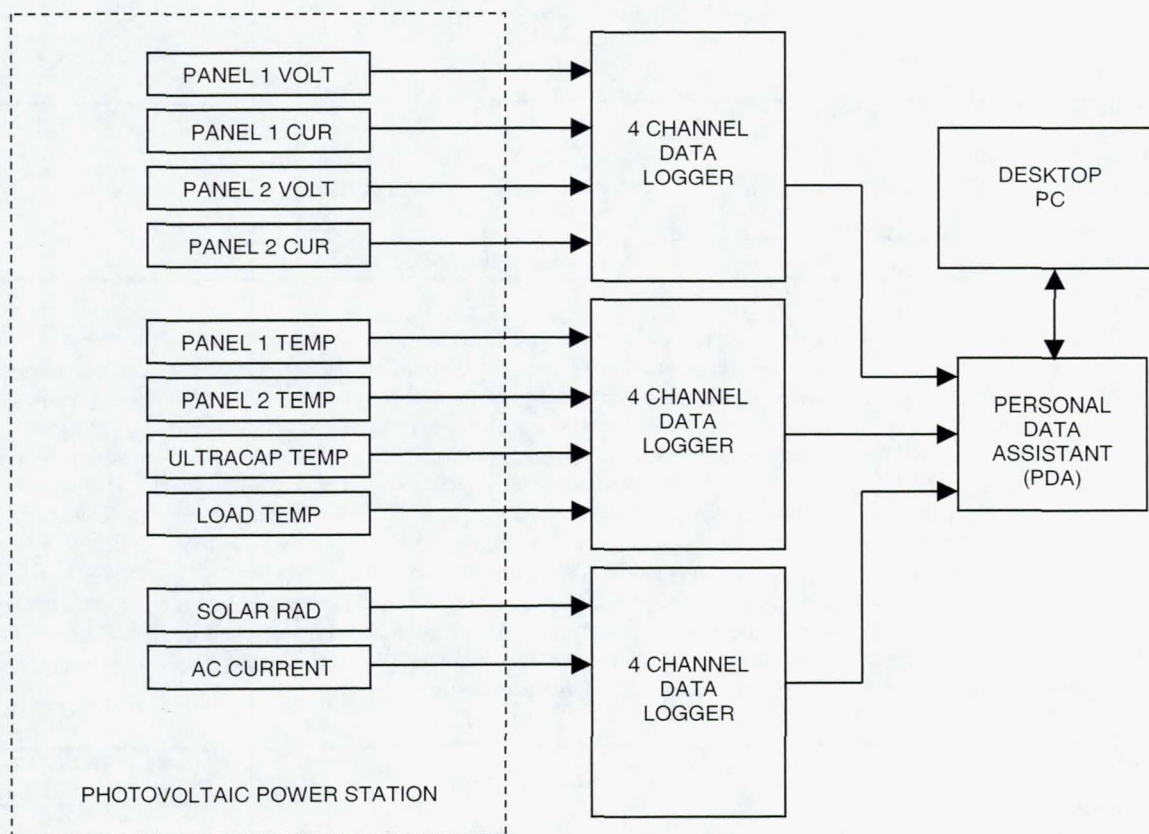 PANEL 1 VOLT
PANEL 1 CUR
PANEL 2 VOLT
PANEL 2 CUR
PANEL 1 TEMP
PANEL 2 TEMP
ULTRACAP TEMP
LOAD TEMP
SOLAR RAD
AC CURRENT
PHOTOVOLTAIC POWER STATION
4 CHANNEL
DATA
LOGGER
4 CHANNEL
DATA
LOGGER
4 CHANNEL
DATA
LOGGER
DESKTOP
PC
PERSONAL
DATA
ASSISTANT
(PDA)